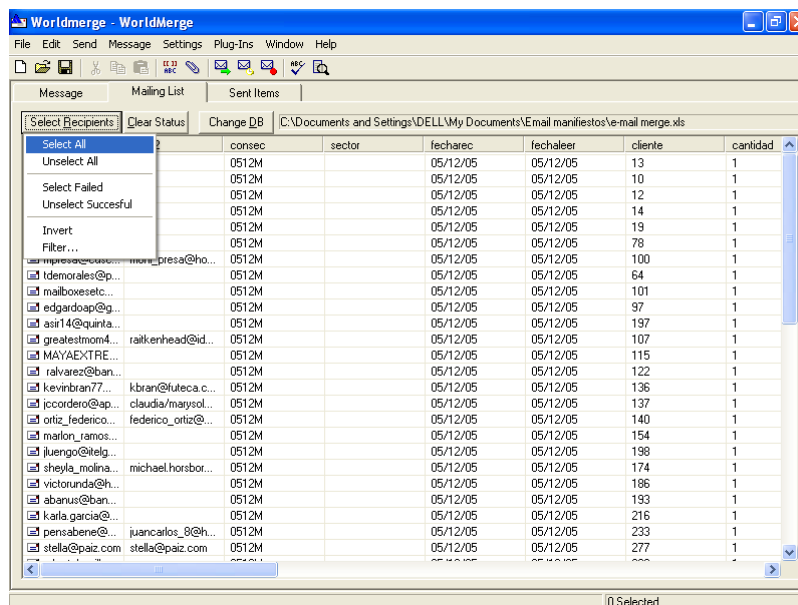 Worldmerge - WorldMerge
File Edit Send Message Settings Plug-Ins Window Help
Message Mailing List Sent Items
Select Recipients Clear Status Change DB C:\Documents and Settings\DELL\My Documents\Email manifiestos\e-mail merge.xls
Select All
Unselect All
Select Failed
Unselect Succesful
Invert
Filter...
consec sector fecharec fechaleer cliente cantidad
0512M 05/12/05 05/12/05 13 1
0512M 05/12/05 05/12/05 10 1
0512M 05/12/05 05/12/05 12 1
0512M 05/12/05 05/12/05 14 1
0512M 05/12/05 05/12/05 19 1
0512M 05/12/05 05/12/05 78 1
0512M 05/12/05 05/12/05 100 1
tdemorales@p... 0512M 05/12/05 05/12/05 64 1
mailboxesetc... 0512M 05/12/05 05/12/05 101 1
edgardoap@g... 0512M 05/12/05 05/12/05 97 1
asir14@quinta... 0512M 05/12/05 05/12/05 197 1
greatestmom4... raitkenhead@id... 0512M 05/12/05 05/12/05 107 1
MAYAEXTRE... 0512M 05/12/05 05/12/05 115 1
ralvarez@ban... 0512M 05/12/05 05/12/05 122 1
kevinbran77... kbran@futeca.c... 0512M 05/12/05 05/12/05 136 1
jccordero@ap... claudia/marysol... 0512M 05/12/05 05/12/05 137 1
ortiz_federico... federico_ortiz@... 0512M 05/12/05 05/12/05 140 1
marlon_ramos... 0512M 05/12/05 05/12/05 154 1
jluengo@itelg... 0512M 05/12/05 05/12/05 198 1
sheyla_molina... michael.horsbor... 0512M 05/12/05 05/12/05 174 1
victorunda@h... 0512M 05/12/05 05/12/05 186 1
abanus@ban... 0512M 05/12/05 05/12/05 193 1
karla.garcia@... 0512M 05/12/05 05/12/05 216 1
pensabene@... juancarlos_8@h... 0512M 05/12/05 05/12/05 233 1
stella@paiz.com stella@paiz.com 0512M 05/12/05 05/12/05 277 1
0 Selected